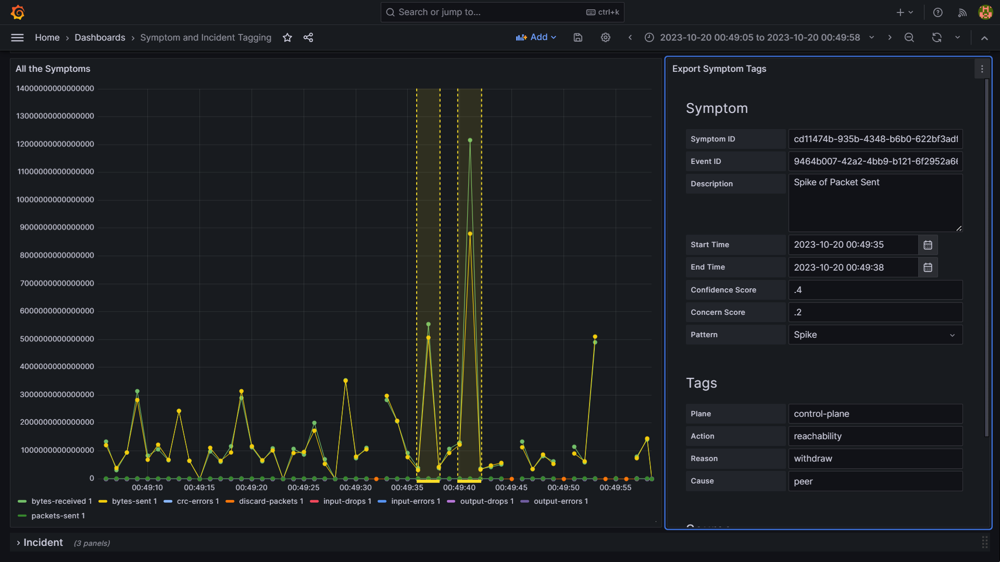 Search or jump to...
ctrl+k
Home › Dashboards › Symptom and Incident Tagging
Add
2023-10-20 00:49:05 to 2023-10-20 00:49:58
All the Symptoms
14000000000000000
13000000000000000
12000000000000000
11000000000000000
10000000000000000
9000000000000000
8000000000000000
7000000000000000
6000000000000000
5000000000000000
4000000000000000
3000000000000000
2000000000000000
1000000000000000
0
00:49:10 00:49:15 00:49:20 00:49:25 00:49:30 00:49:35 00:49:40 00:49:45 00:49:50 00:49:55
bytes-received 1 bytes-sent 1 crc-errors 1 discard-packets 1 input-drops 1 input-errors 1 output-drops 1 output-errors 1
packets-sent 1
Export Symptom Tags
Symptom
Symptom ID cd11474b-935b-4348-b6b0-622bf3adf
Event ID 9464b007-42a2-4bb9-b121-6f2952a66
Description Spike of Packet Sent
Start Time 2023-10-20 00:49:35
End Time 2023-10-20 00:49:38
Confidence Score .4
Concern Score .2
Pattern Spike
Tags
Plane control-plane
Action reachability
Reason withdraw
Cause peer
› Incident (3 panels)